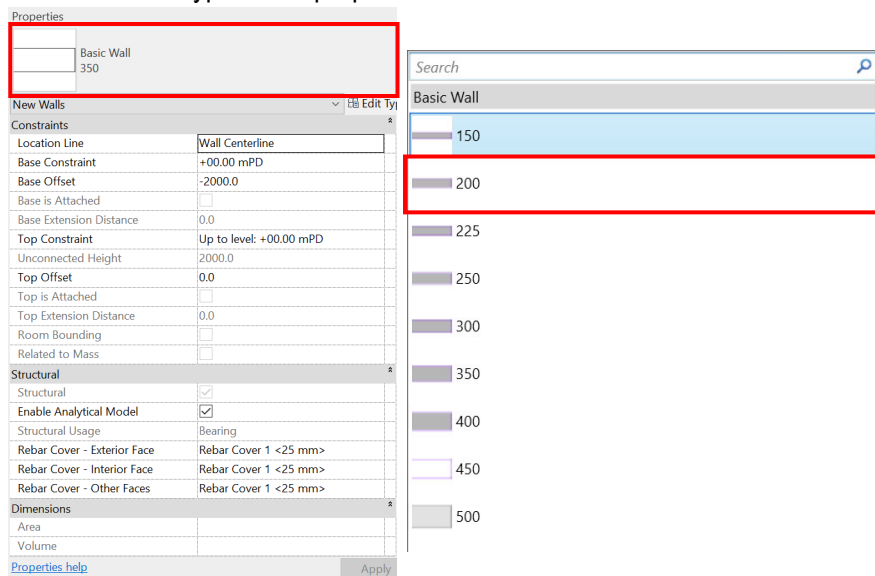 Properties
Basic Wall
350
New Walls
Edit Ty
Constraints
Location Line Wall Centerline
Base Constraint +00.00 mPD
Base Offset -2000.0
Base is Attached
Base Extension Distance 0.0
Top Constraint Up to level: +00.00 mPD
Unconnected Height 2000.0
Top Offset 0.0
Top is Attached
Top Extension Distance 0.0
Room Bounding
Related to Mass
Structural
Structural
Enable Analytical Model
Structural Usage Bearing
Rebar Cover - Exterior Face Rebar Cover 1 <25 mm>
Rebar Cover - Interior Face Rebar Cover 1 <25 mm>
Rebar Cover - Other Faces Rebar Cover 1 <25 mm>
Dimensions
Area
Volume
Properties help Apply
Search
Basic Wall
150
200
225
250
300
350
400
450
500